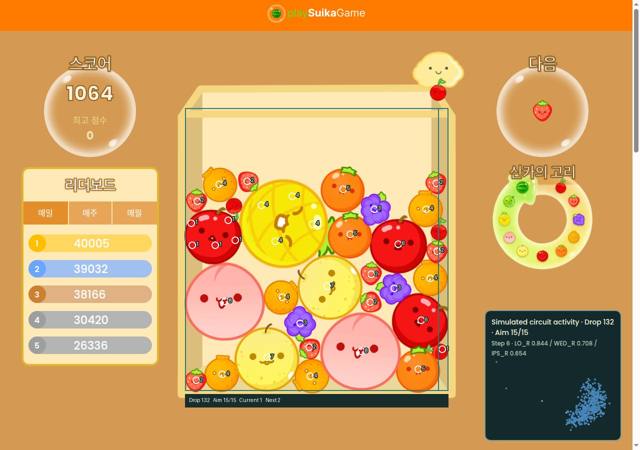 playSuikaGame
스코어
1064
최고 점수
0
리더보드
매일
매주
매월
1 40005
2 39032
3 38166
4 30420
5 26336
다음
신카의 고리
Simulated circuit activity · Drop 132
· Aim 15/15
Step 6 · LO_R 0.844 / WED_R 0.708 /
IPS_R 0.654
Drop 132 Aim 15/15 Current 1 Next 2